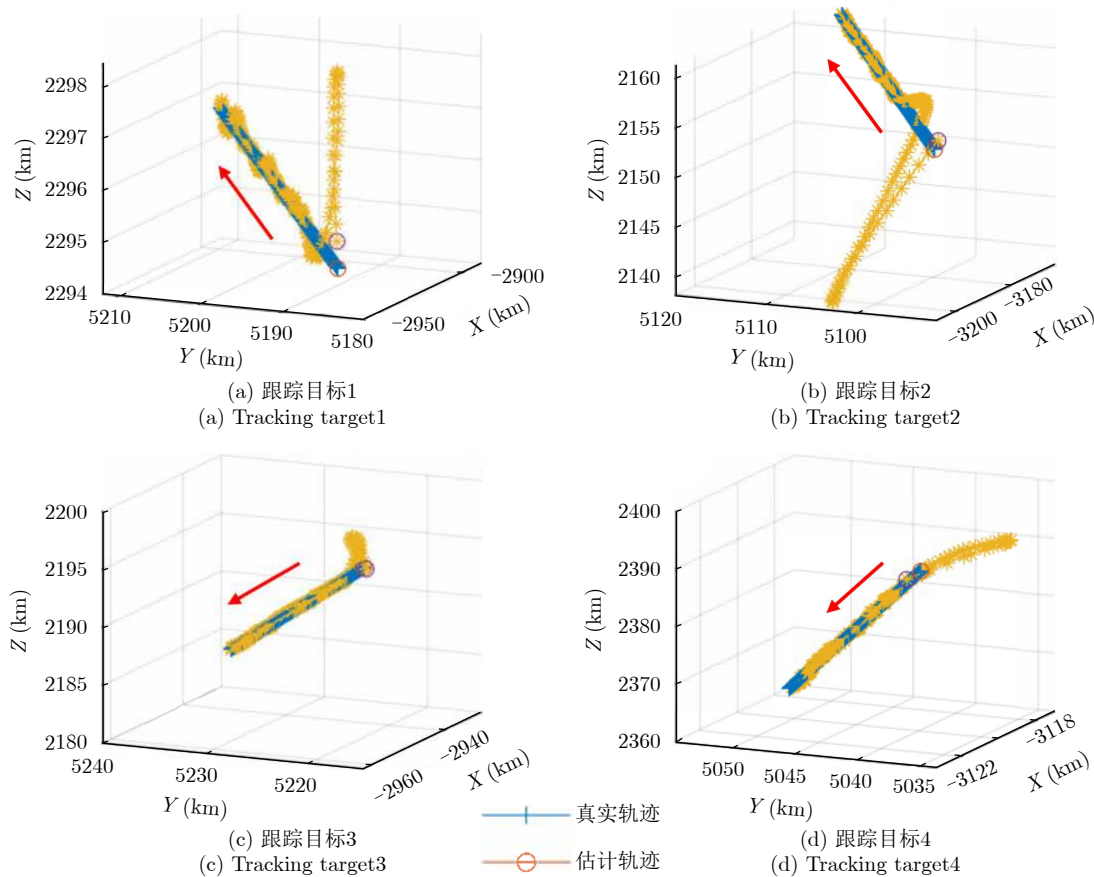 2298
2297
2296
2295
2294
Z (km)
5210
5200
5190
5180
Y (km)
−2950
−2900
X (km)
(a) 跟踪目标1
(a) Tracking target1
2160
2155
2150
2145
2140
Z (km)
5120
5110
5100
Y (km)
−3200
−3180
X (km)
(b) 跟踪目标2
(b) Tracking target2
2200
2195
2190
2185
2180
Z (km)
5240
5230
5220
Y (km)
−2960
−2940
X (km)
(c) 跟踪目标3
(c) Tracking target3
2400
2390
2380
2370
2360
Z (km)
5050
5045
5040
5035
Y (km)
−3122
−3118
X (km)
(d) 跟踪目标4
(d) Tracking target4
真实轨迹
估计轨迹